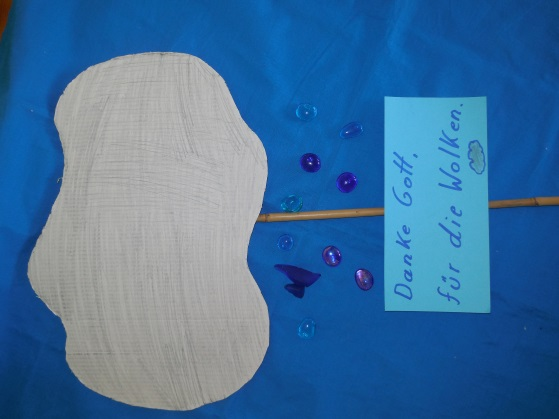 Danke Gott,
für die Wolken.